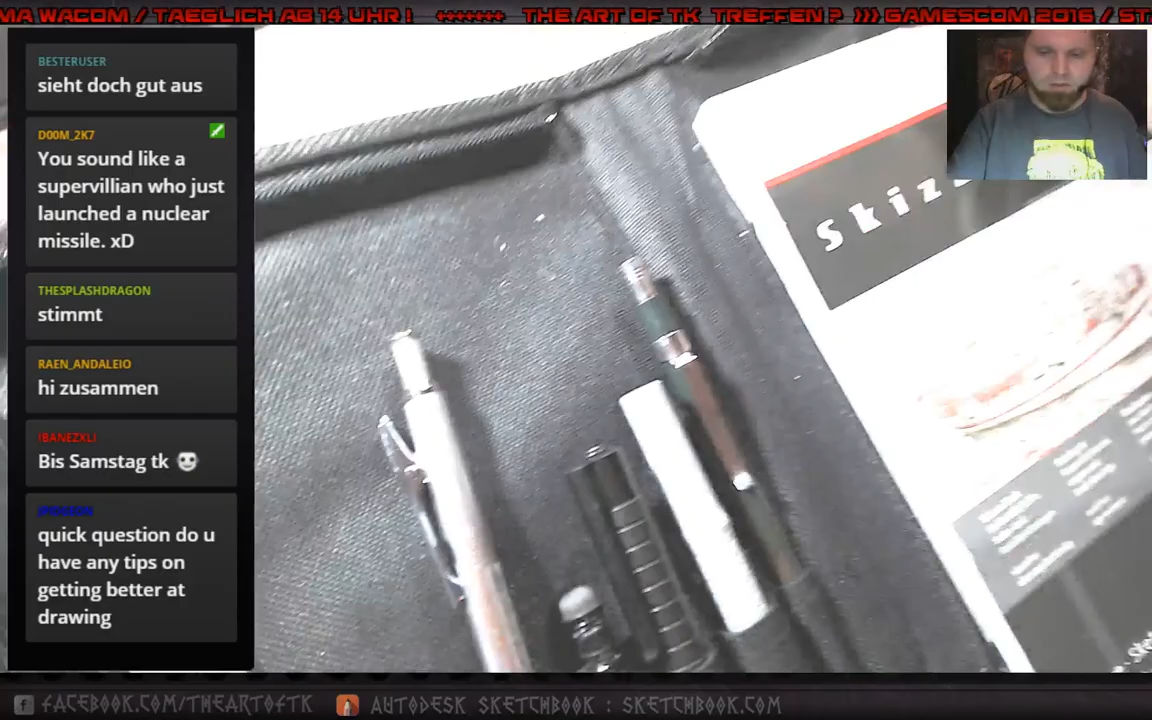 MA WACOM / TAEGLICH AB 14 UHR ! +++++++ THE ART OF TK TREFFEN ? >>> GAMESCOM 2016 / ST
BESTERUSER
sieht doch gut aus
D00M_2K7
You sound like a
supervillian who just
launched a nuclear
missile. xD
THESPLASHDRAGON
stimmt
RAEN_ANDALEIO
hi zusammen
IBANEZXLI
Bis Samstag tk
quick question do u
have any tips on
getting better at
drawing
Skizz
FACEBOOK.COM/THEARTOFTK AUTODESK SKETCHBOOK : SKETCHBOOK.COM